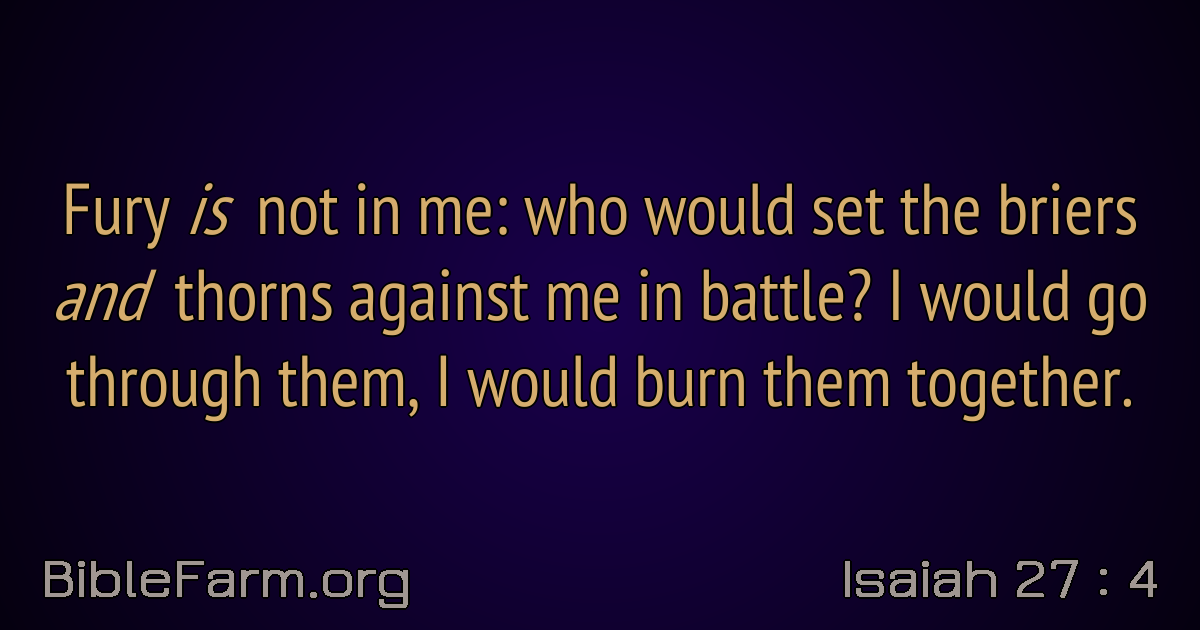 Fury is not in me: who would set the briers
and thorns against me in battle? I would go
through them, I would burn them together.
BibleFarm.org
Isaiah 27 : 4